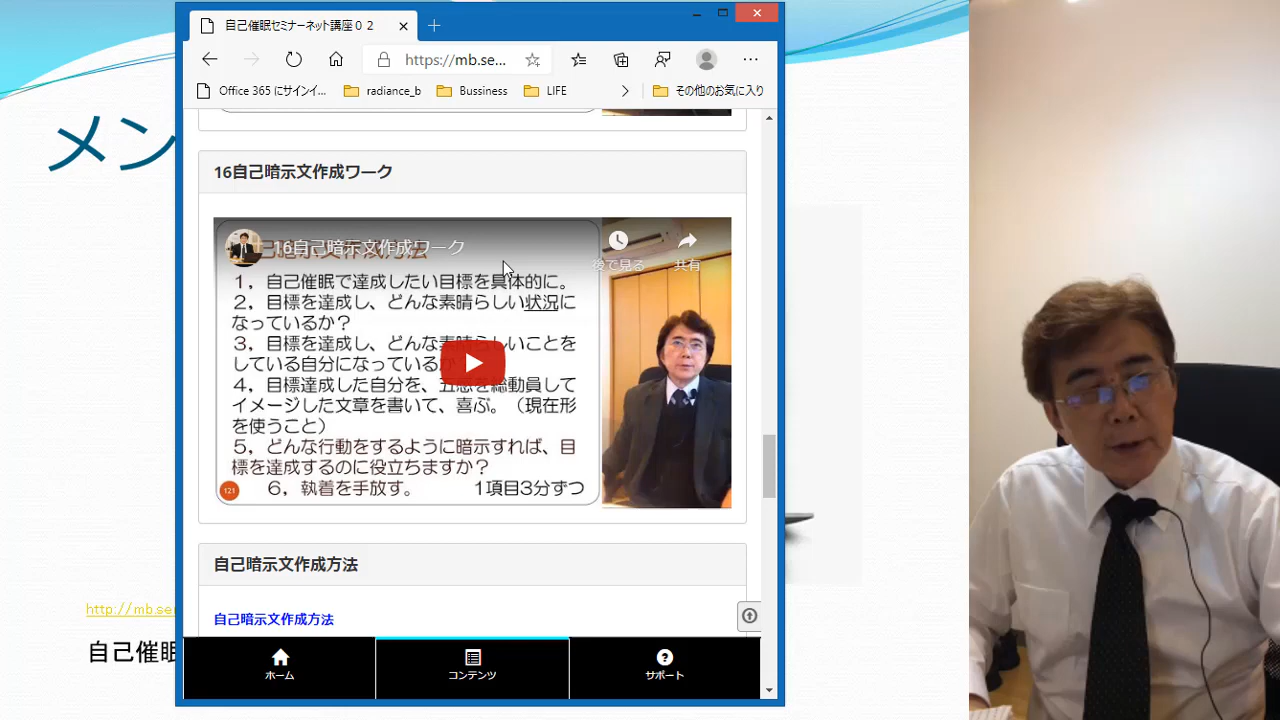 自己催眠セミナーネット講座０２
https://mb.se...
Office 365 にサインイ...
radiance_b
Bussiness
LIFE
その他のお気に入り
メン
16自己暗示文作成ワーク
16自己暗示文作成ワーク
後で見る
共有
1，自己催眠で達成したい目標を具体的に。
2，目標を達成し、どんな素晴らしい状況に
なっているか？
3，目標を達成し、どんな素晴らしいことを
している自分になっているか
4，目標達成した自分を、五感を総動員して
イメージした文章を書いて、喜ぶ。（現在形
を使うこと）
5，どんな行動をするように暗示すれば、目
標を達成するのに役立ちますか？
6，執着を手放す。 1項目3分ずつ
121
自己暗示文作成方法
自己暗示文作成方法
http://mb.se
自己催眠
ホーム
コンテンツ
サポート